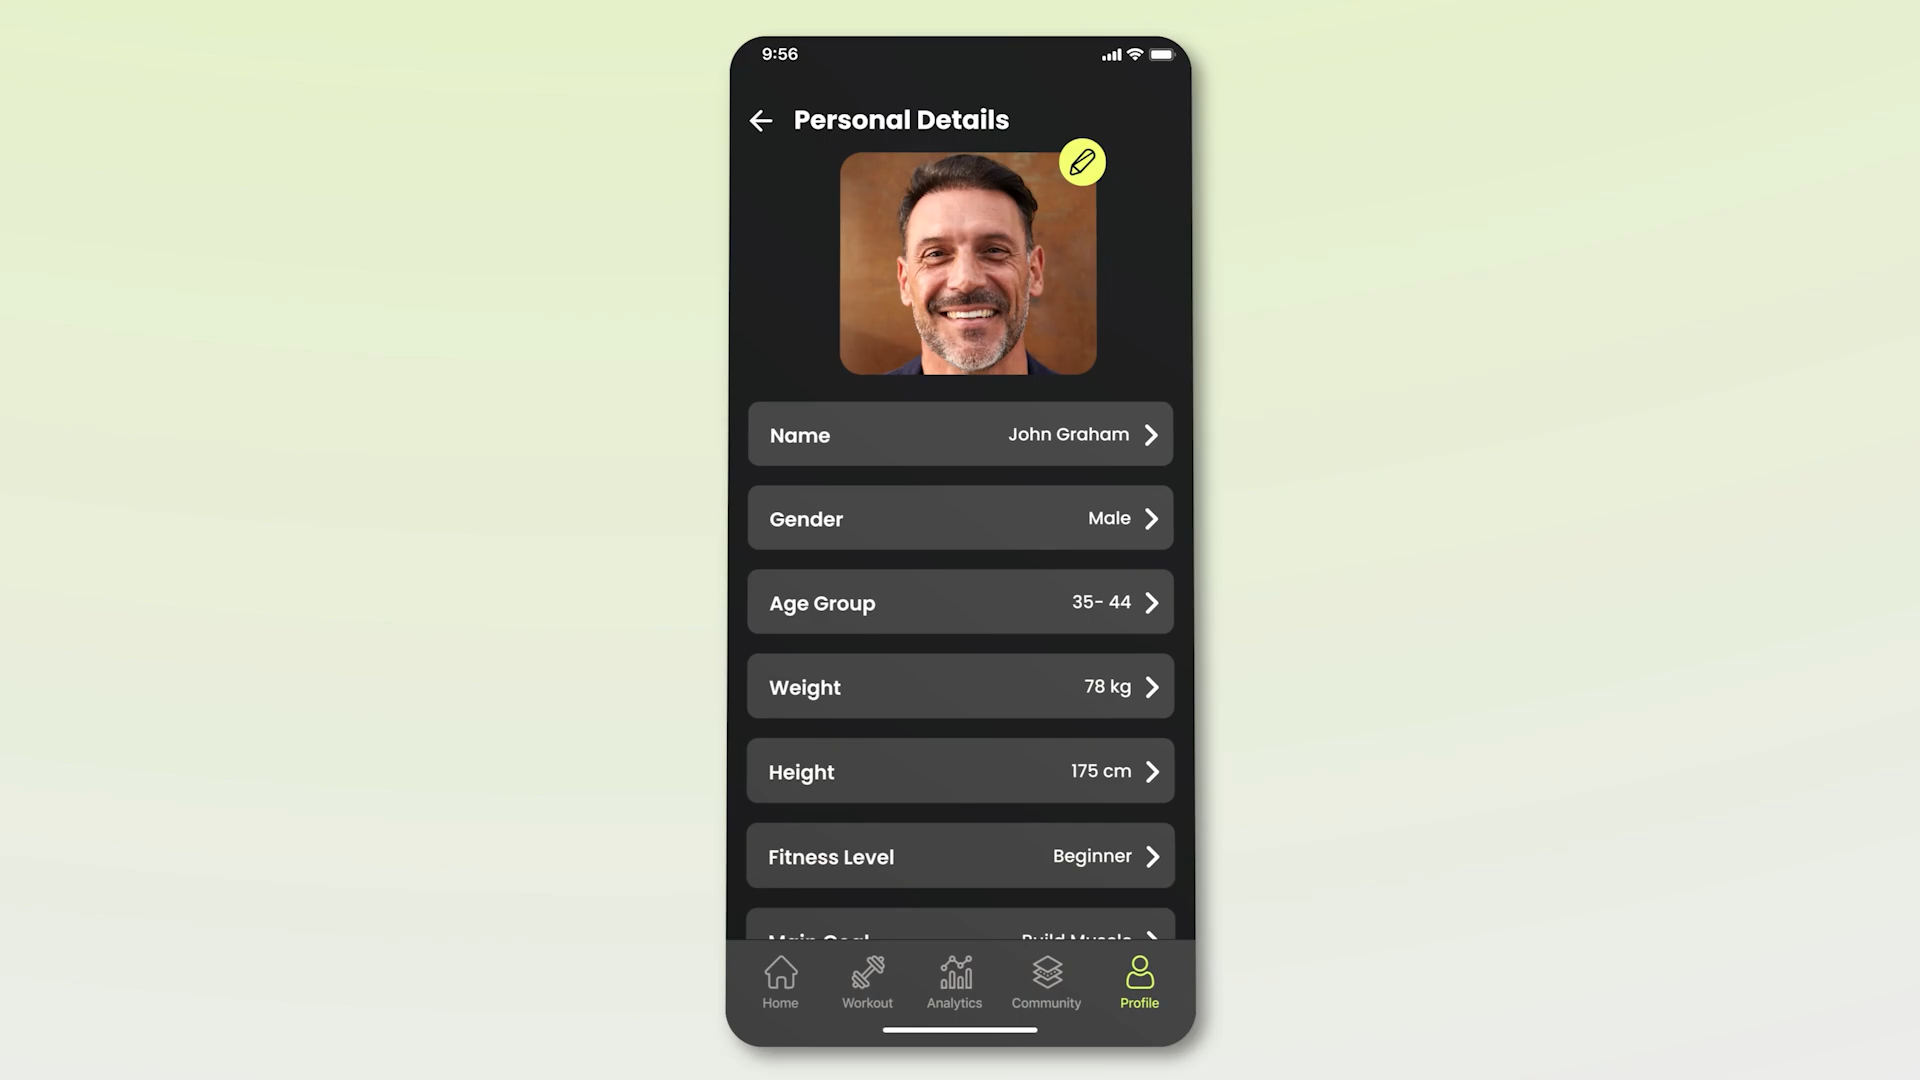 9:56
Personal Details
Name John Graham
Gender Male
Age Group 35- 44
Weight 78 kg
Height 175 cm
Fitness Level Beginner
Main Goal Build Muscle
Home Workout Analytics Community Profile